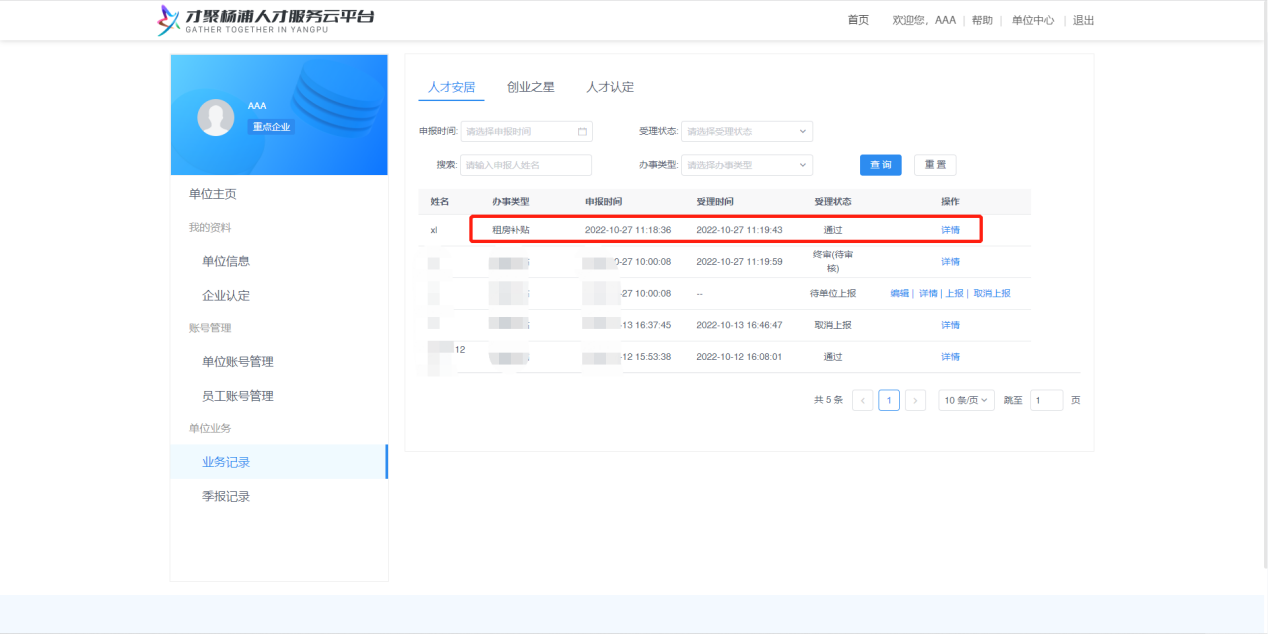 才聚杨浦人才服务云平台
GATHER TOGETHER IN YANGPU
首页 欢迎您，AAA | 帮助 | 单位中心 | 退出
AAA
重点企业
单位主页
我的资料
单位信息
企业认定
账号管理
单位账号管理
员工账号管理
单位业务
业务记录
季报记录
人才安居 创业之星 人才认定
申报时间: 请选择申报时间 受理状态: 请选择受理状态
搜索: 请输入申报人姓名 办事类型: 请选择办事类型 查询 重置
姓名 办事类型 申报时间 受理时间 受理状态 操作
xl 租房补贴 2022-10-27 11:18:36 2022-10-27 11:19:43 通过 详情
0-27 10:00:08 2022-10-27 11:19:59 终审(待审
核) 详情
-27 10:00:08 -- 待单位上报 编辑 | 详情 | 上报 | 取消上报
-13 16:37:45 2022-10-13 16:46:47 取消上报 详情
12 -12 15:53:38 2022-10-12 16:08:01 通过 详情
共 5 条 < 1 > 10 条/页 跳至 1 页